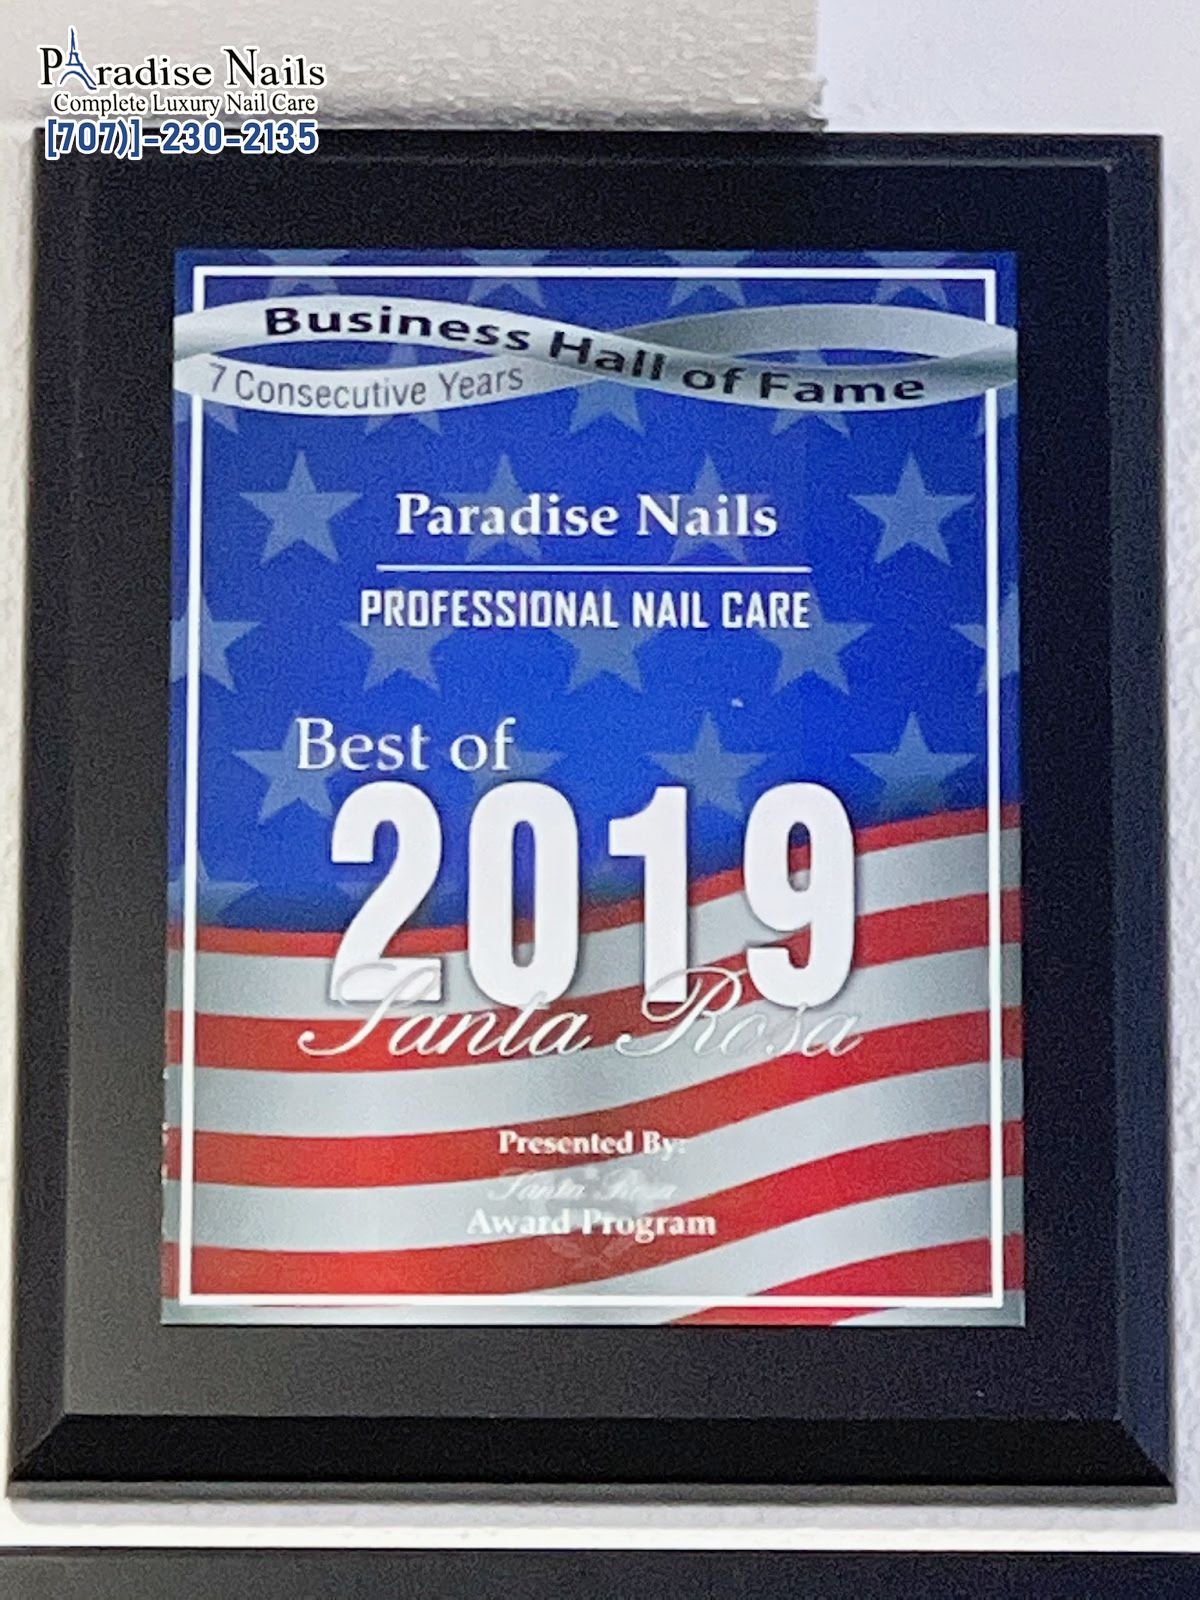 Paradise Nails
Complete Luxury Nail Care
[707)]-230-2135
Business Hall of Fame
7 Consecutive Years
Paradise Nails
PROFESSIONAL NAIL CARE
Best of
2019
Santa Rosa
Presented By:
Santa Rosa
Award Program